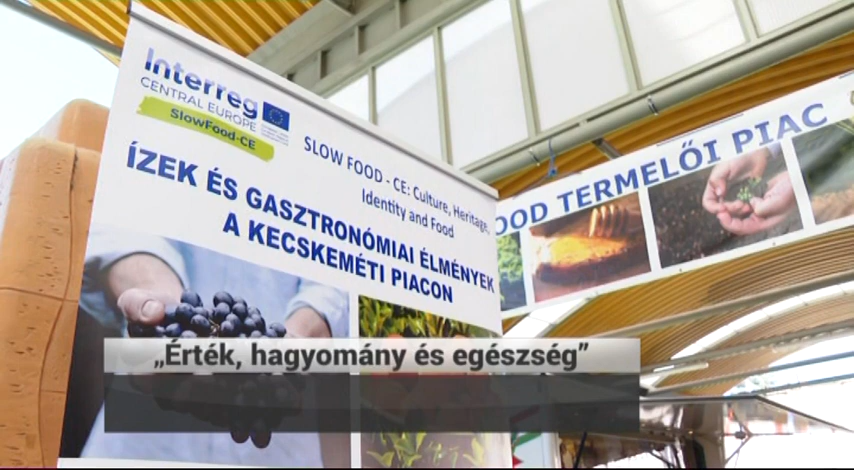 Interreg
CENTRAL EUROPE
SlowFood-CE
SLOW FOOD - CE: Culture, Heritage,
Identity and Food
ÍZEK ÉS GASZTRONÓMIAI ÉLMÉNYEK
A KECSKEMÉTI PIACON
OOD TERMELŐI PIAC
„Érték, hagyomány és egészség”